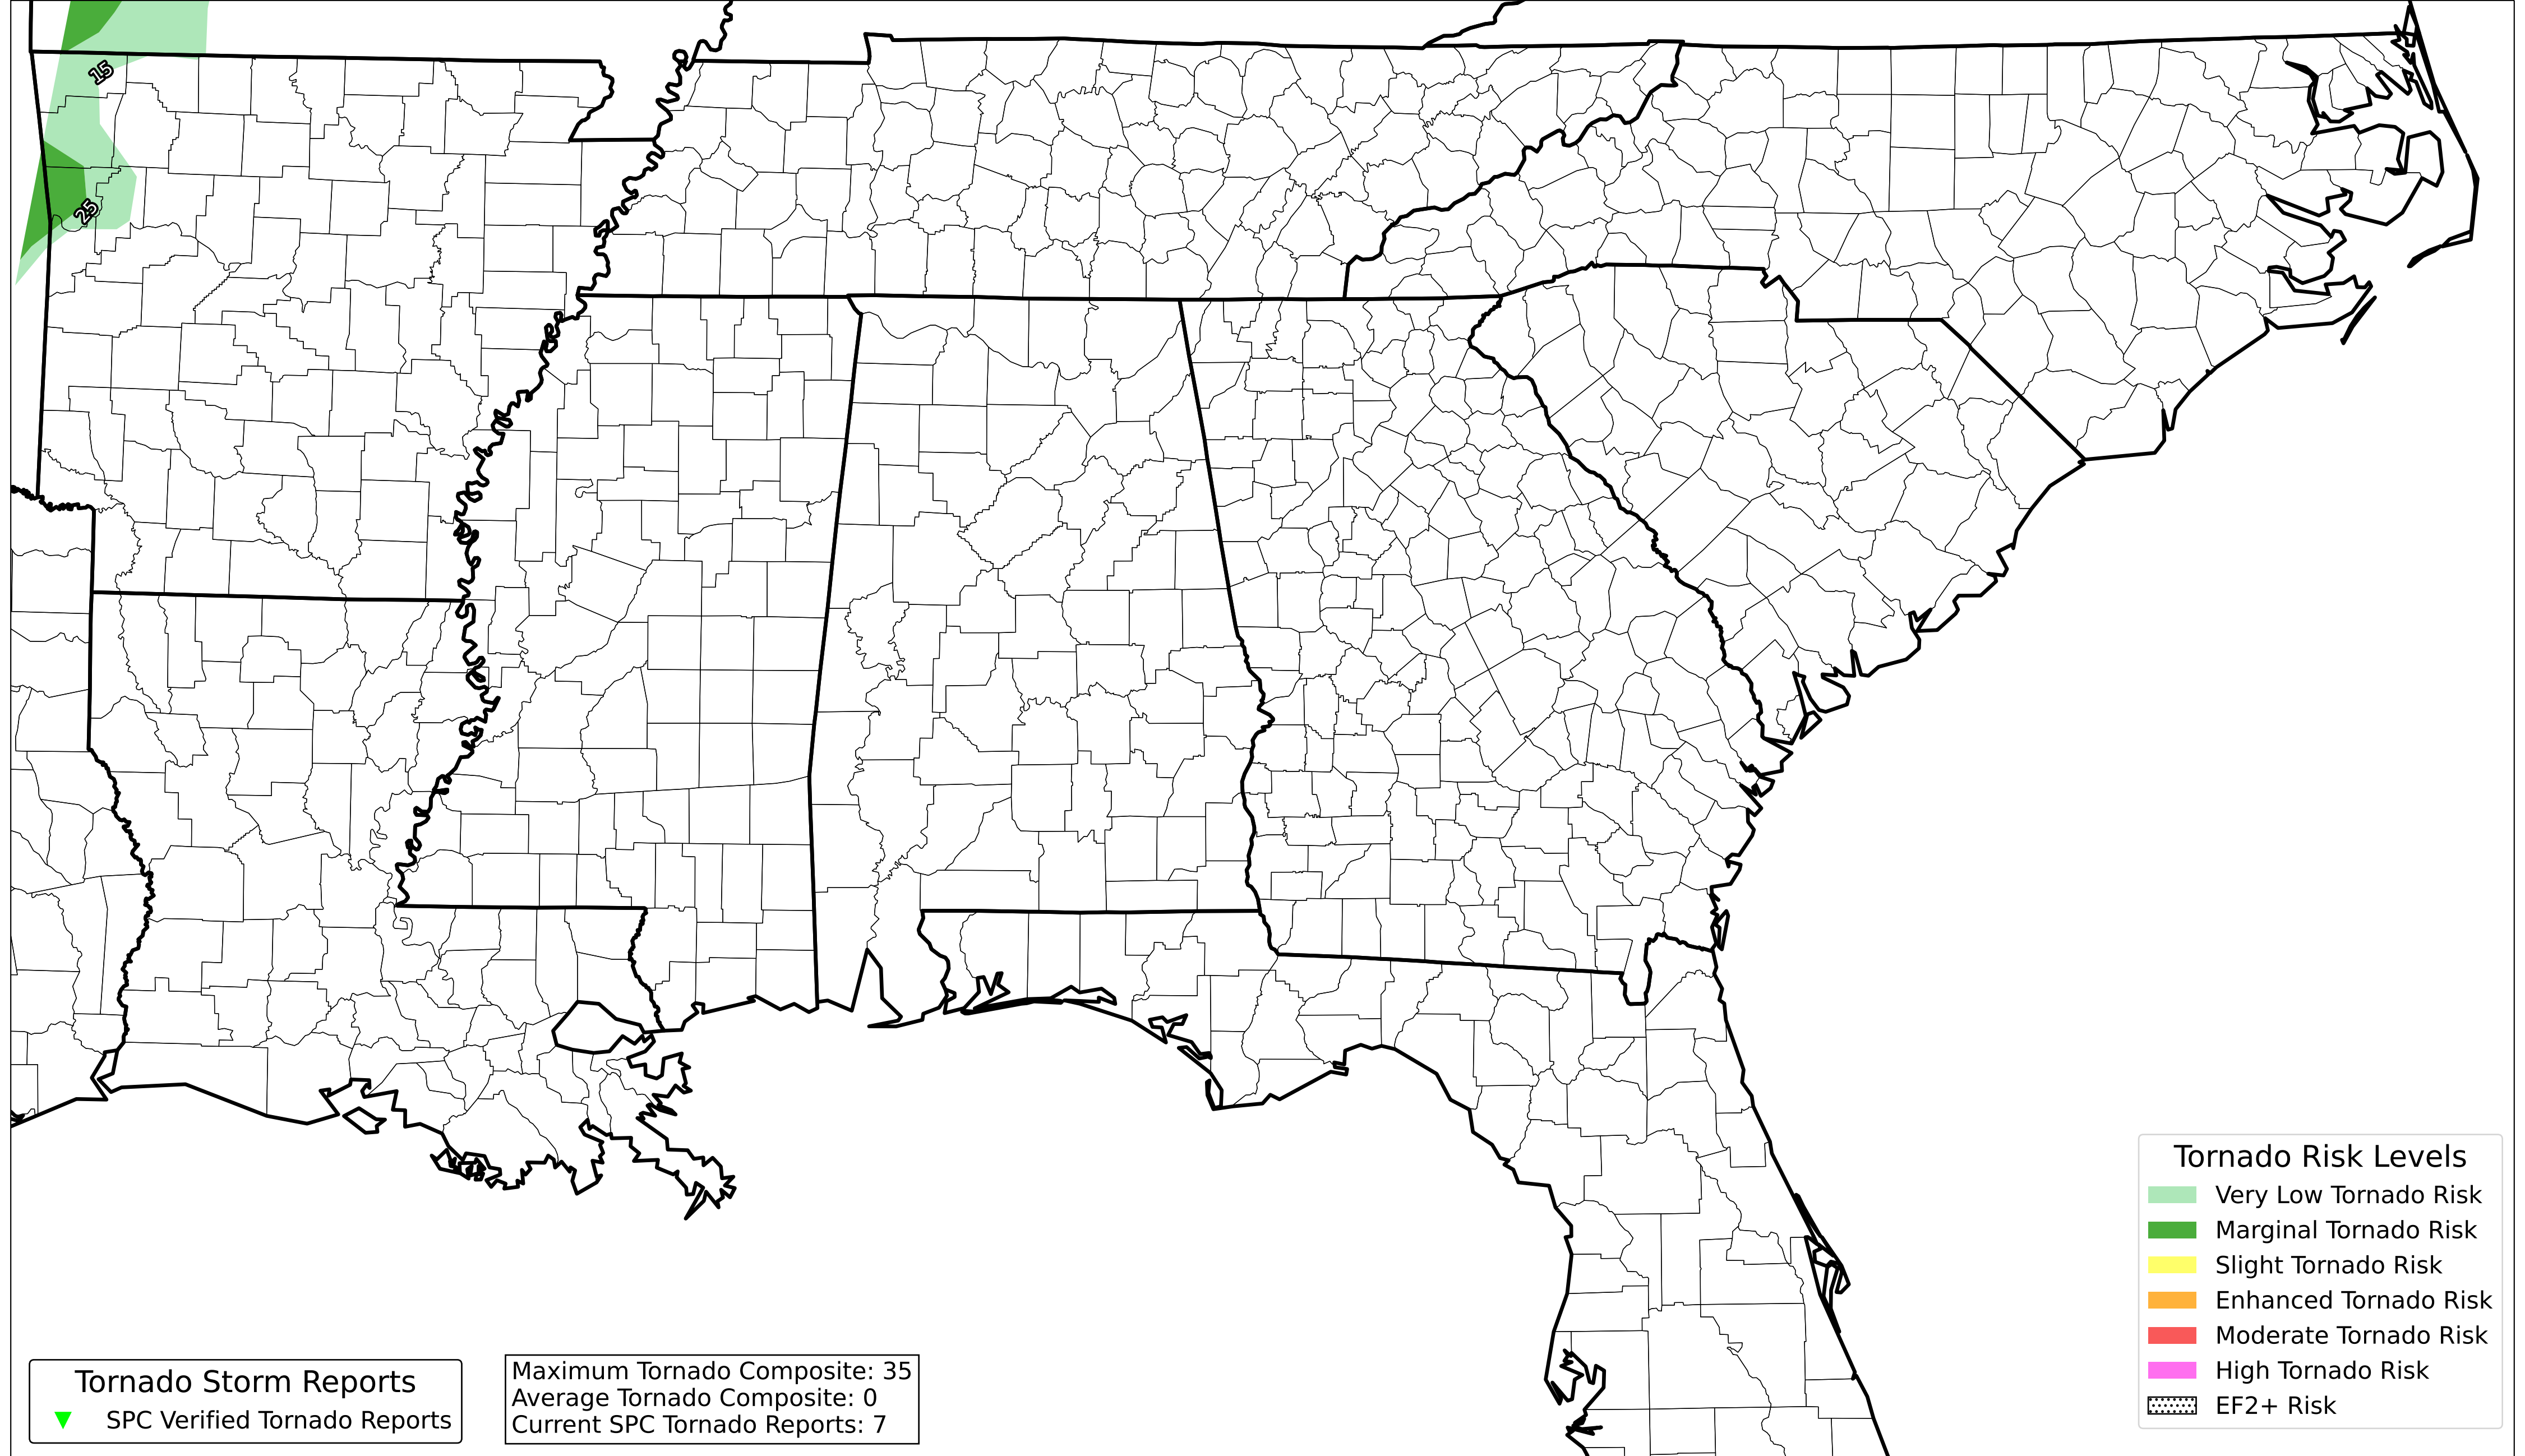 15
25
Tornado Risk Levels
Very Low Tornado Risk
Marginal Tornado Risk
Slight Tornado Risk
Enhanced Tornado Risk
Moderate Tornado Risk
High Tornado Risk
EF2+ Risk
Tornado Storm Reports
SPC Verified Tornado Reports
Maximum Tornado Composite: 35
Average Tornado Composite: 0
Current SPC Tornado Reports: 7